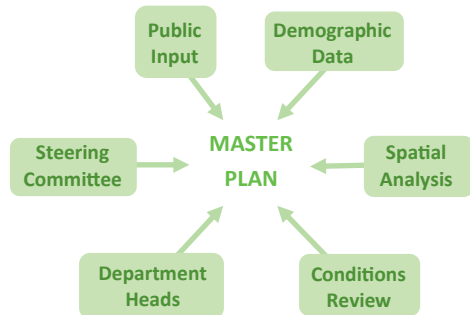 Public
Input
Demographic
Data
MASTER
PLAN
Steering
Committee
Spatial
Analysis
Department
Heads
Conditions
Review